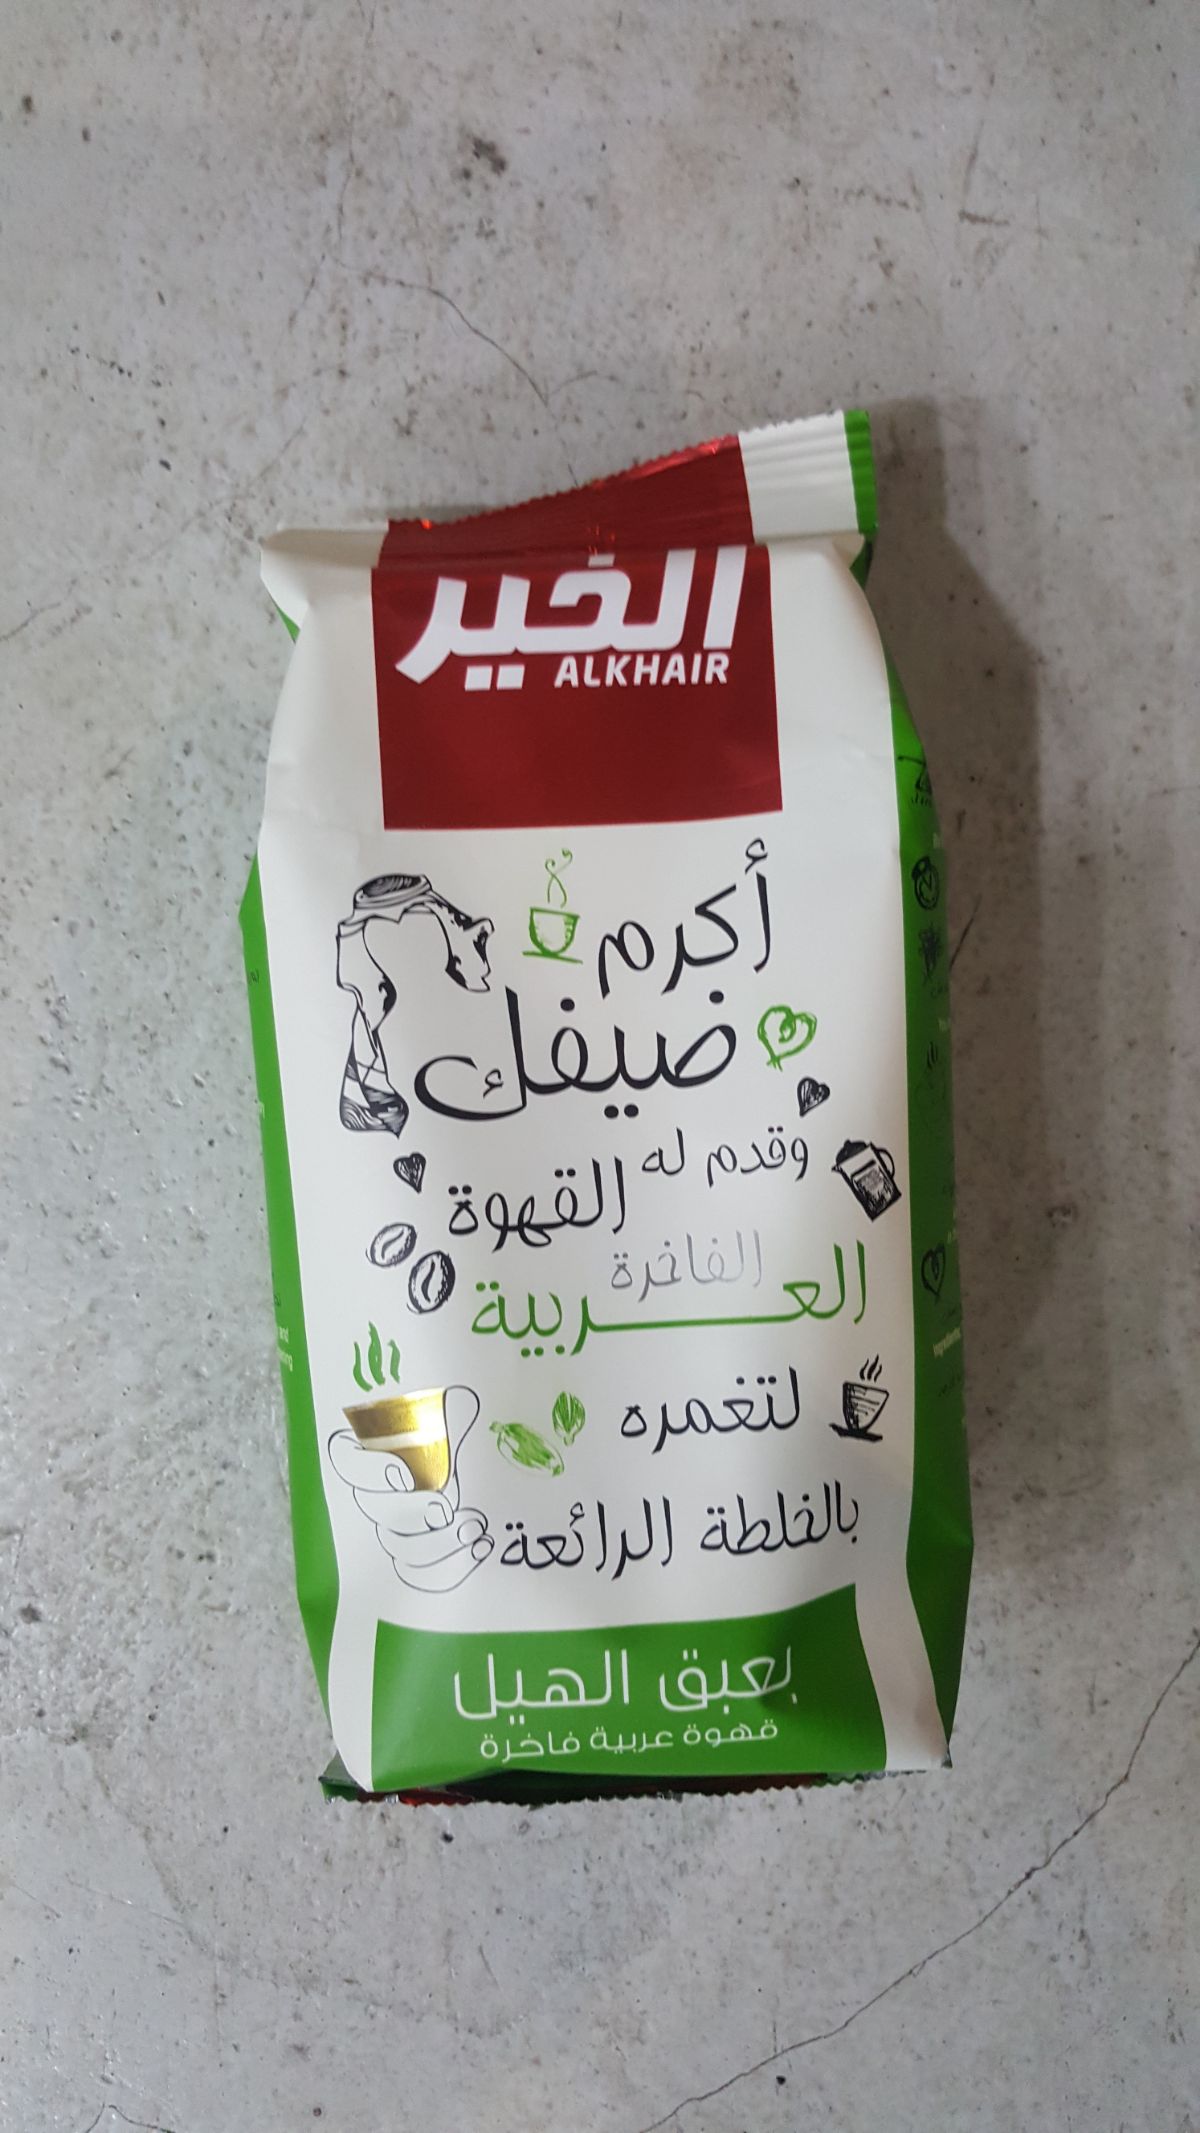 الخير
ALKHAIR
أكرم
ضيفك
وقدم له القهوة
العربية الفاخرة
لتغمره
بالخلطة الرائعة
بعبق الهيل
قهوة عربية فاخرة